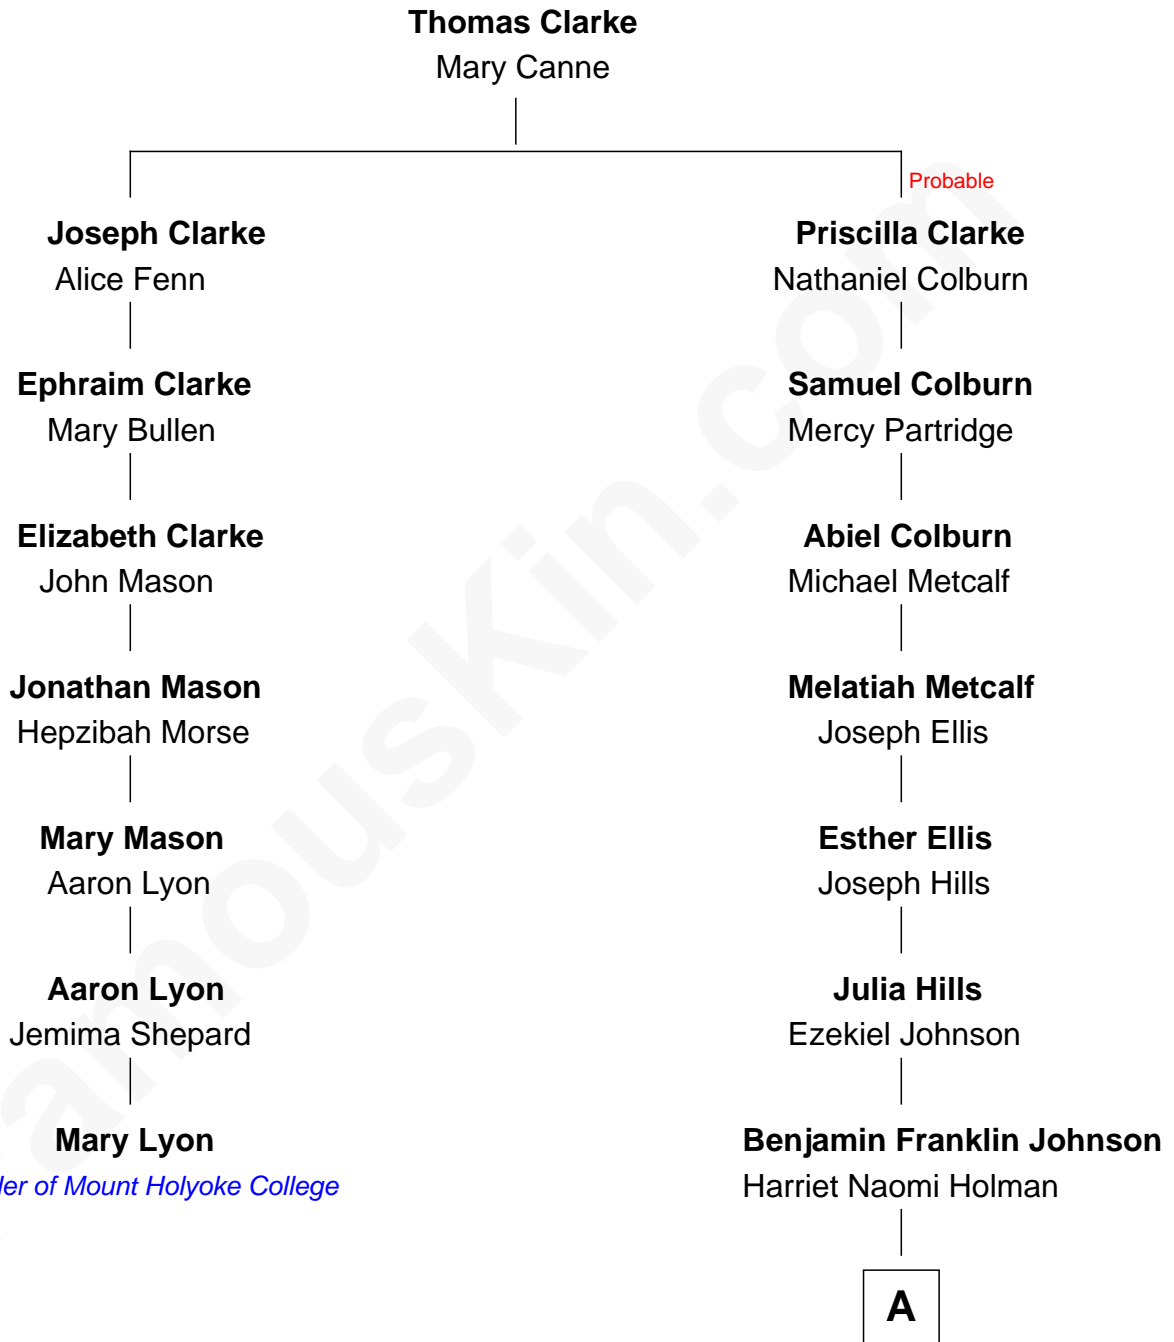 Thomas Clarke
Mary Canne
Probable
Joseph Clarke
Alice Fenn
Priscilla Clarke
Nathaniel Colburn
Ephraim Clarke
Mary Bullen
Samuel Colburn
Mercy Partridge
Elizabeth Clarke
John Mason
Abiel Colburn
Michael Metcalf
Jonathan Mason
Hepzibah Morse
Melatiah Metcalf
Joseph Ellis
Mary Mason
Aaron Lyon
Esther Ellis
Joseph Hills
Aaron Lyon
Jemima Shepard
Julia Hills
Ezekiel Johnson
Mary Lyon
of Mount Holyoke College
Benjamin Franklin Johnson
Harriet Naomi Holman
A
amouskin.com